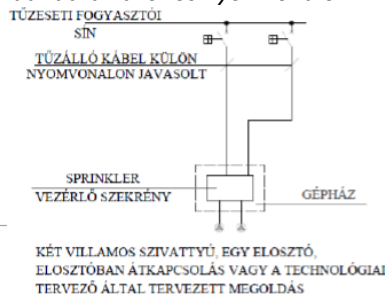 TŰZESETI FOGYASZTÓI
SÍN
TŰZÁLLÓ KÁBEL KÜLÖN
NYOMVONALON JAVASOLT
SPRINKLER
VEZÉRLŐ SZEKRÉNY
GÉPHÁZ
KÉT VILLAMOS SZIVATTYÚ, EGY ELOSZTÓ,
ELOSZTÓBAN ÁTKAPCSOLÁS VAGY A TECHNOLÓGIAI
TERVEZŐ ÁLTAL TERVEZETT MEGOLDÁS